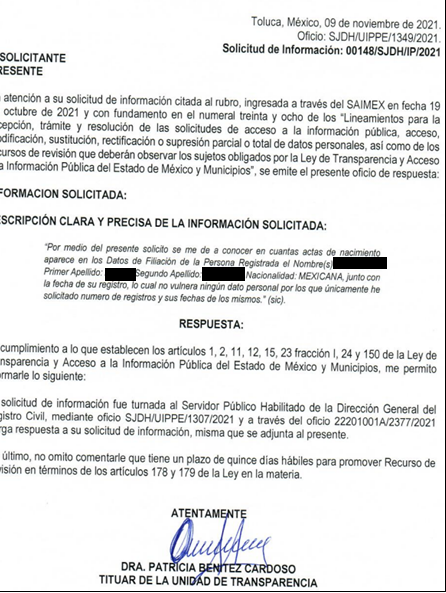 Toluca, México, 09 de noviembre de 2021.
Oficio: SJDH/UIPPE/1349/2021.
Solicitud de Información: 00148/SJDH/IP/2021
SOLICITANTE
RESENTE
atención a su solicitud de información citada al rubro, ingresada a través del SAIMEX en fecha 19
octubre de 2021 y con fundamento en el numeral treinta y ocho de los "Lineamientos para la
epción, trámite y resolución de las solicitudes de acceso a la información pública, acceso,
odificación, sustitución, rectificación o supresión parcial o total de datos personales, así como de los
cursos de revisión que deberán observar los sujetos obligados por la Ley de Transparencia y Acceso
a Información Pública del Estado de México y Municipios", se emite el presente oficio de respuesta:
FORMACION SOLICITADA:
ESCRIPCIÓN CLARA Y PRECISA DE LA INFORMACIÓN SOLICITADA:
"Por medio del presente solicito se me de a conocer en cuantas actas de nacimiento
aparece en los Datos de Filiación de la Persona Registrada el Nombre(s)
Primer Apellido: Segundo Apellido: Nacionalidad: MEXICANA, junto con
la fecha de su registro, lo cual no vulnera ningún dato personal por los que únicamente he
solicitado numero de registros y sus fechas de los mismos." (sic).
RESPUESTA:
cumplimiento a lo que establecen los artículos 1, 2, 11, 12, 15, 23 fracción I, 24 y 150 de la Ley de
ansparencia y Acceso a la Información Pública del Estado de México y Municipios, me permito
ormarle lo siguiente:
solicitud de información fue turnada al Servidor Público Habilitado de la Dirección General del
gistro Civil, mediante oficio SJDH/UIPPE/1307/2021 y a través del oficio 22201001A/2377/2021
rga respuesta a su solicitud de información, misma que se adjunta al presente.
último, no omito comentarle que tiene un plazo de quince días hábiles para promover Recurso de
visión en términos de los artículos 178 y 179 de la Ley en la materia.
ATENTAMENTE
DRA. PATRICIA BENÍTEZ CARDOSO
TITUAR DE LA UNIDAD DE TRANSPARENCIA